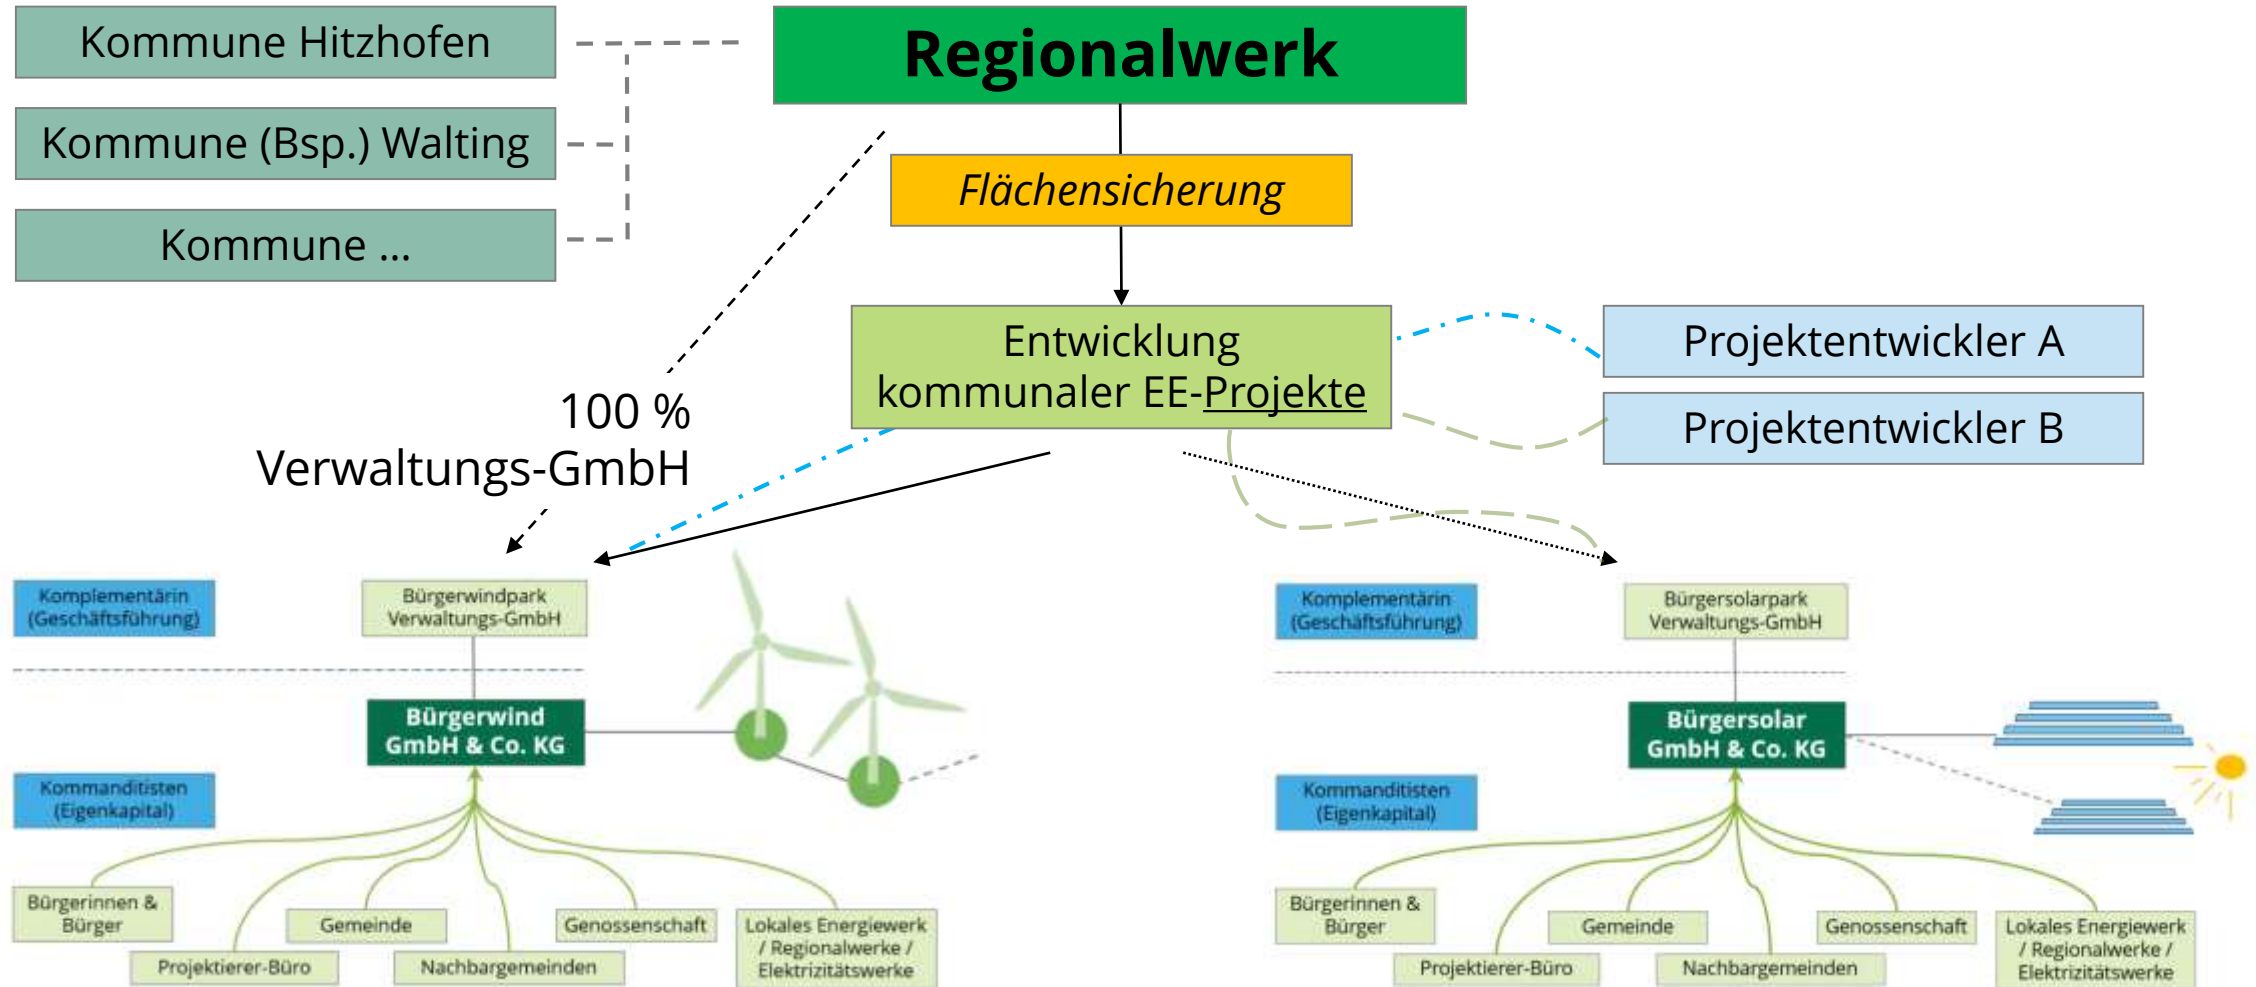 Kommune Hitzhofen
Regionalwerk
Kommune (Bsp.) Walting
Kommune ...
Flächensicherung
Entwicklung
kommunaler EE-Projekte
Projektentwickler A
Projektentwickler B
100 %
Verwaltungs-GmbH
Komplementärin
(Geschäftsführung)
Bürgerwindpark
Verwaltungs-GmbH
Bürgerwind
GmbH & Co. KG
Kommanditisten
(Eigenkapital)
Bürgerinnen &
Bürger
Projektierer-Büro
Gemeinde
Nachbargemeinden
Genossenschaft
Lokales Energiewerk
/ Regionalwerke /
Elektrizitätswerke
Komplementärin
(Geschäftsführung)
Bürgersolarpark
Verwaltungs-GmbH
Bürgersolar
GmbH & Co. KG
Kommanditisten
(Eigenkapital)
Bürgerinnen &
Bürger
Projektierer-Büro
Gemeinde
Nachbargemeinden
Genossenschaft
Lokales Energiewerk
/ Regionalwerke /
Elektrizitätswerke